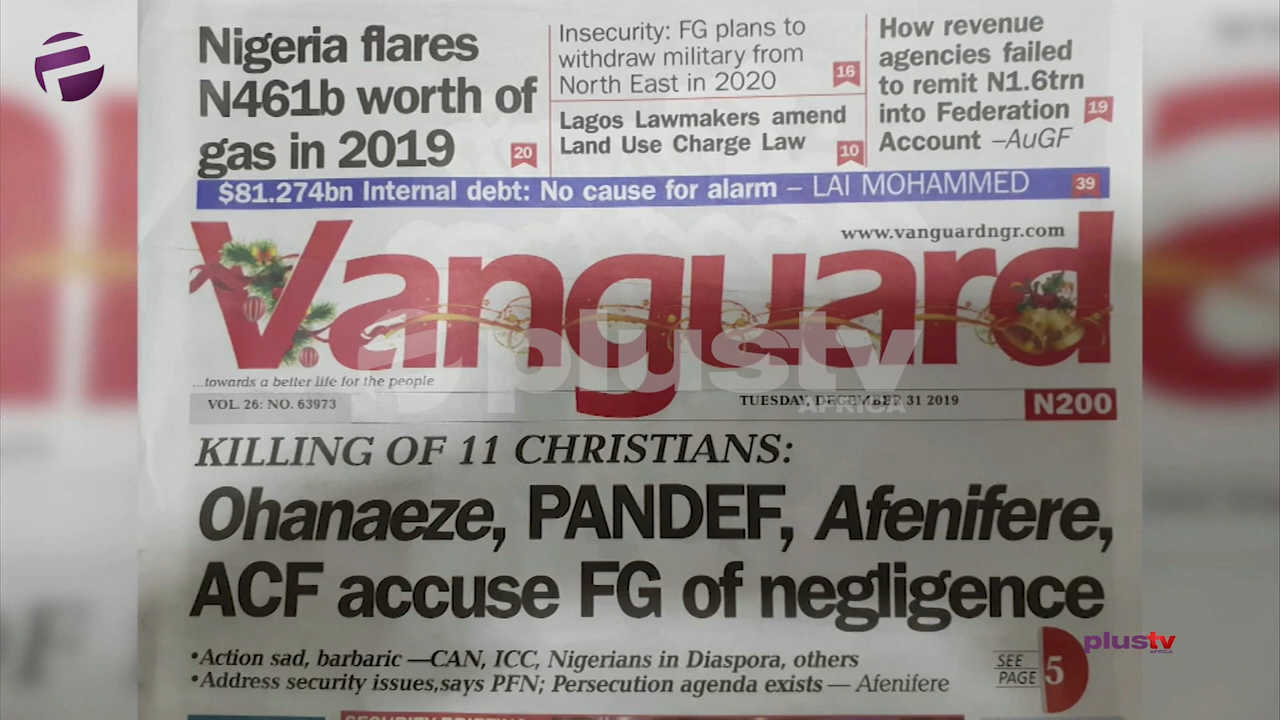 Nigeria flares
N461b worth of
gas in 2019
20
Insecurity: FG plans to
withdraw military from
North East in 2020
16
Lagos Lawmakers amend
Land Use Charge Law
10
How revenue
agencies failed
to remit N1.6trn
into Federation
Account –AuGF
19
$81.274bn Internal debt: No cause for alarm – LAI MOHAMMED
39
www.vanguardngr.com
Vanguard
plustv
AFRICA
...towards a better life for the people
VOL. 26: NO. 63973
TUESDAY, DECEMBER 31 2019
N200
KILLING OF 11 CHRISTIANS:
Ohanaeze, PANDEF, Afenifere,
ACF accuse FG of negligence
•Action sad, barbaric —CAN, ICC, Nigerians in Diaspora, others
•Address security issues,says PFN; Persecution agenda exists — Afenifere
SEE
PAGE 5
plustv
AFRICA